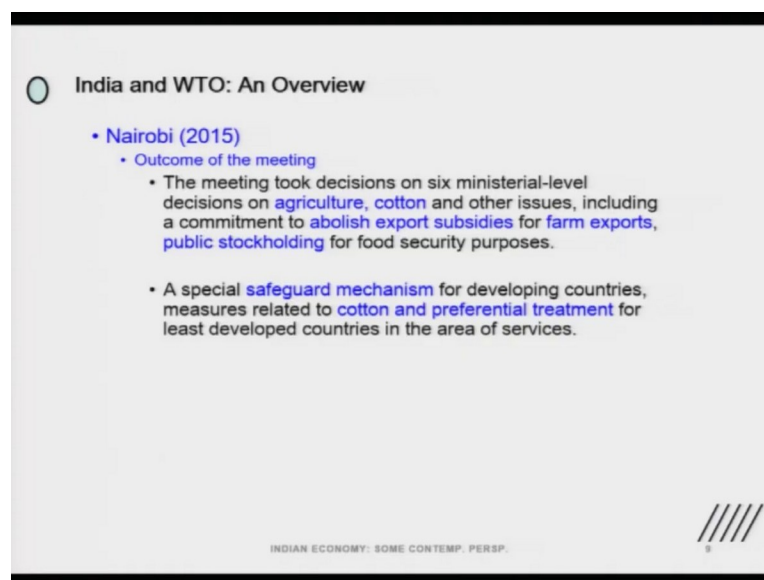 India and WTO: An Overview
• Nairobi (2015)
• Outcome of the meeting
• The meeting took decisions on six ministerial-level
decisions on agriculture, cotton and other issues, including
a commitment to abolish export subsidies for farm exports,
public stockholding for food security purposes.
• A special safeguard mechanism for developing countries,
measures related to cotton and preferential treatment for
least developed countries in the area of services.
INDIAN ECONOMY: SOME CONTEMP. PERSP.
9